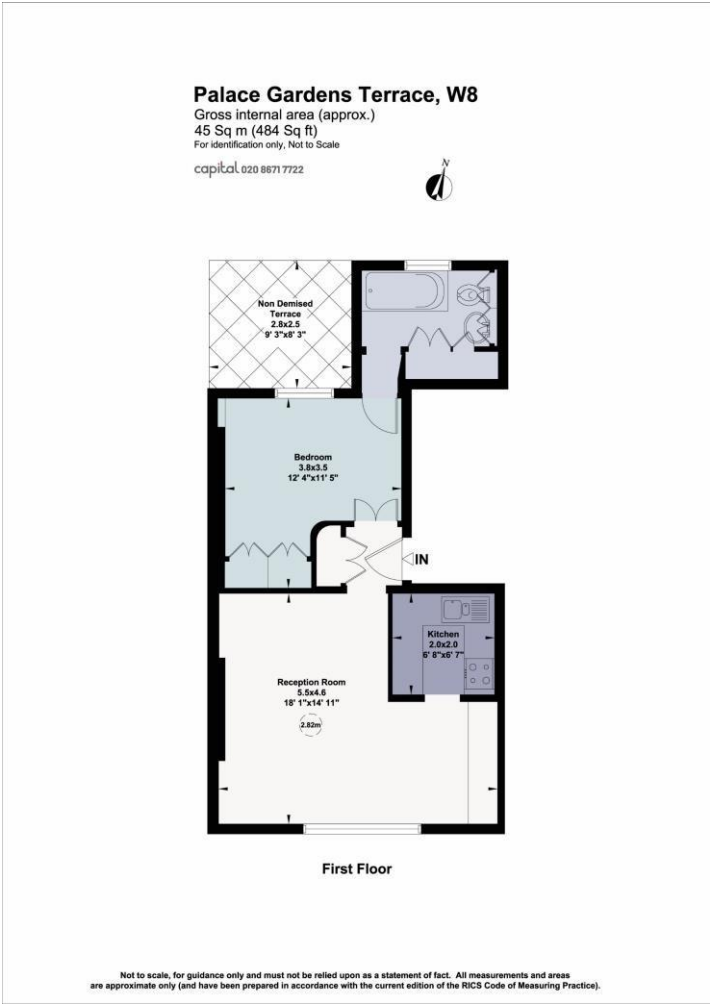 Palace Gardens Terrace, W8
Gross internal area (approx.)
45 Sq m (484 Sq ft)
For identification only, Not to Scale
capital 020 8671 7722
N
Non Demised
Terrace
2.8x2.5
9' 3"x8' 3"
Bedroom
3.8x3.5
12' 4"x11' 5"
IN
Kitchen
2.0x2.0
6' 8"x6' 7"
Reception Room
5.5x4.6
18' 1"x14' 11"
2.82m
First Floor
Not to scale, for guidance only and must not be relied upon as a statement of fact. All measurements and areas
are approximate only (and have been prepared in accordance with the current edition of the RICS Code of Measuring Practice).